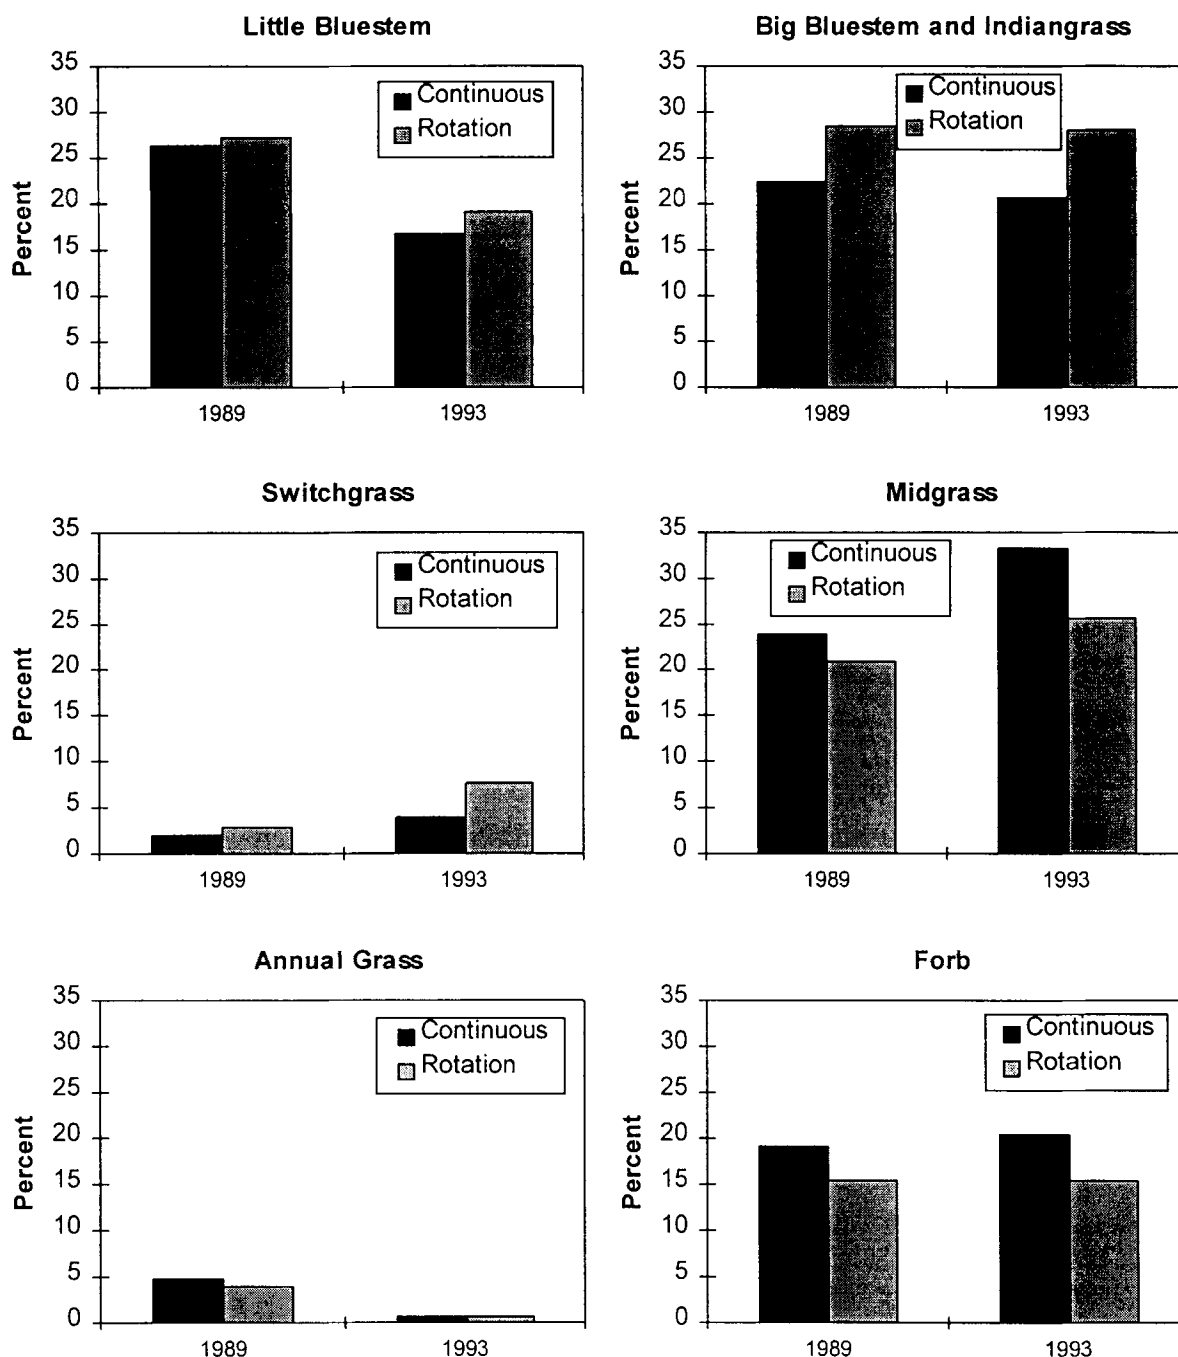 Little Bluestem
35
30
25
20
15
10
5
0
Percent
Continuous
Rotation
1989
1993
Big Bluestem and Indiangrass
35
30
25
20
15
10
5
0
Percent
Continuous
Rotation
1989
1993
Switchgrass
35
30
25
20
15
10
5
0
Percent
Continuous
Rotation
1989
1993
Midgrass
35
30
25
20
15
10
5
0
Percent
Continuous
Rotation
1989
1993
Annual Grass
35
30
25
20
15
10
5
0
Percent
Continuous
Rotation
1989
1993
Forb
35
30
25
20
15
10
5
0
Percent
Continuous
Rotation
1989
1993